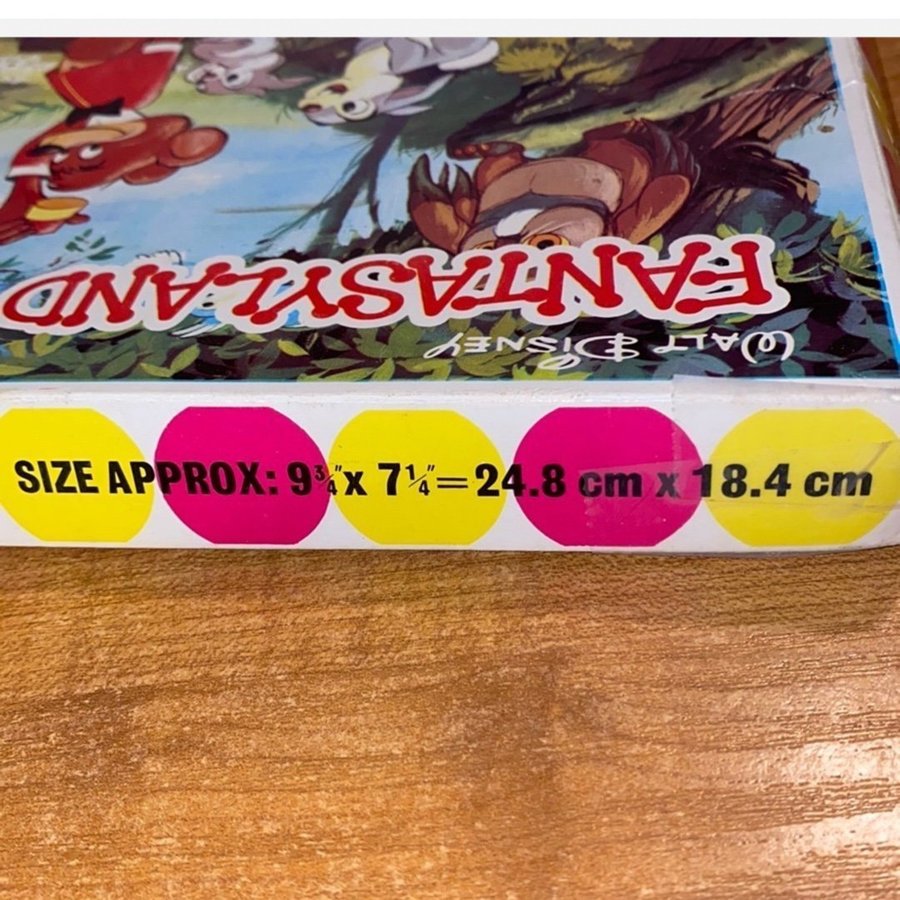 FANTASYLAND
WALT DISNEY
SIZE APPROX: 9¾" x 7¼" = 24.8 cm x 18.4 cm